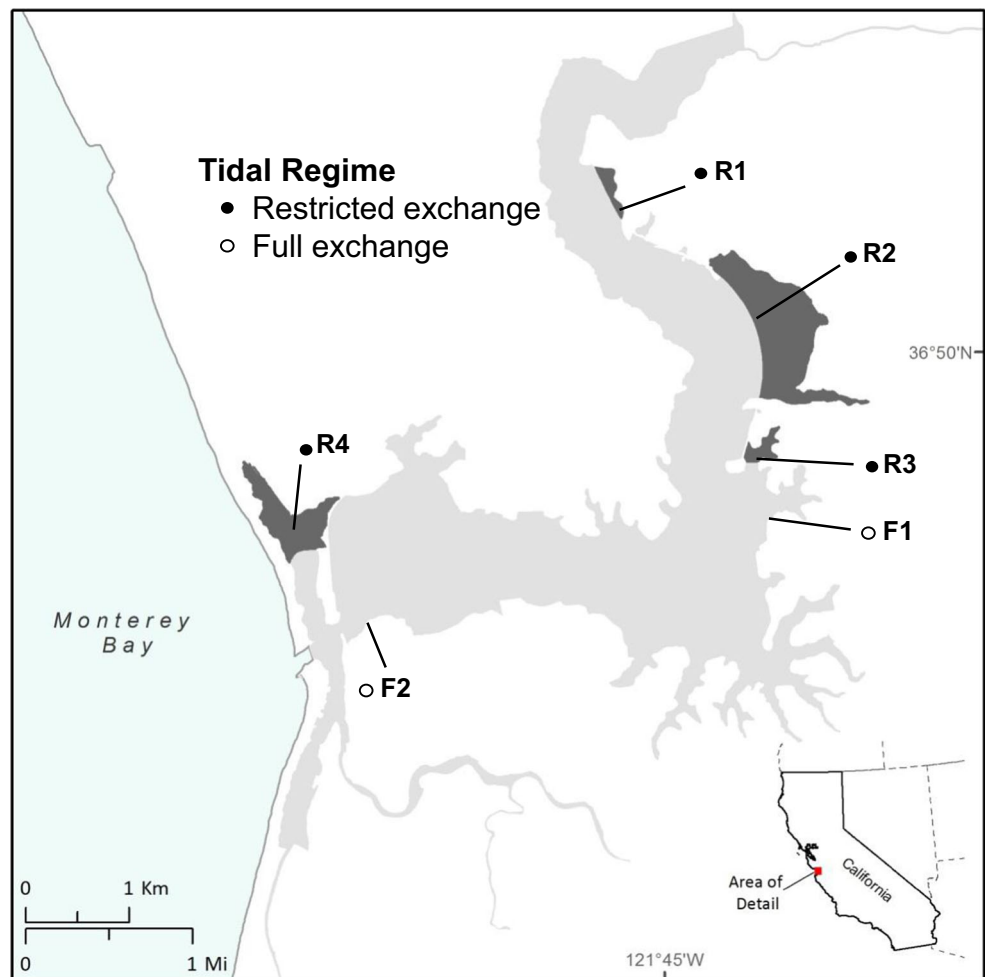 Tidal Regime
Restricted exchange
Full exchange
R1
R2
36°50'N
R4
R3
F1
Monterey
Bay
F2
California
Area of
Detail
0 1 Km
0 1 Mi
121°45'W